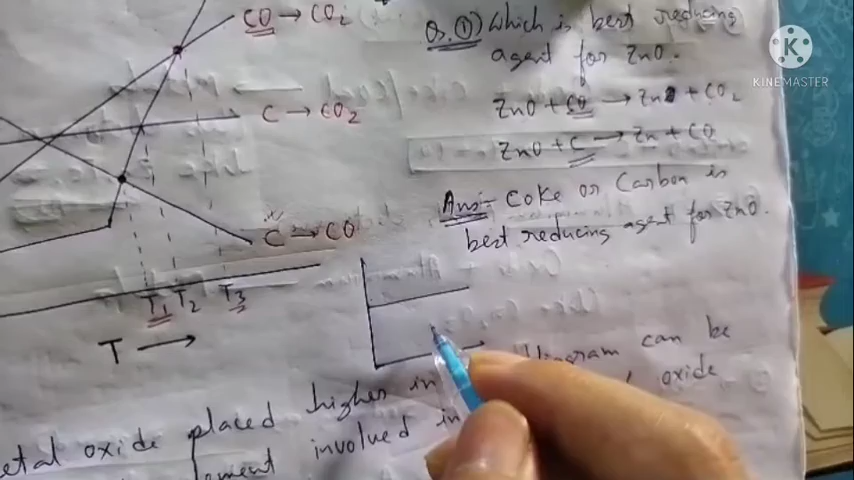 CO → CO2
C → CO2
C → CO
T1 T2 T3
T →
Q. ① Which is best reducing
agent for ZnO.
ZnO + CO → Zn + CO2
ZnO + C → Zn + CO
Ans:- Coke or Carbon is
best reducing agent for ZnO.
etal oxide placed higher in can be
involved in oxide
KINEMASTER